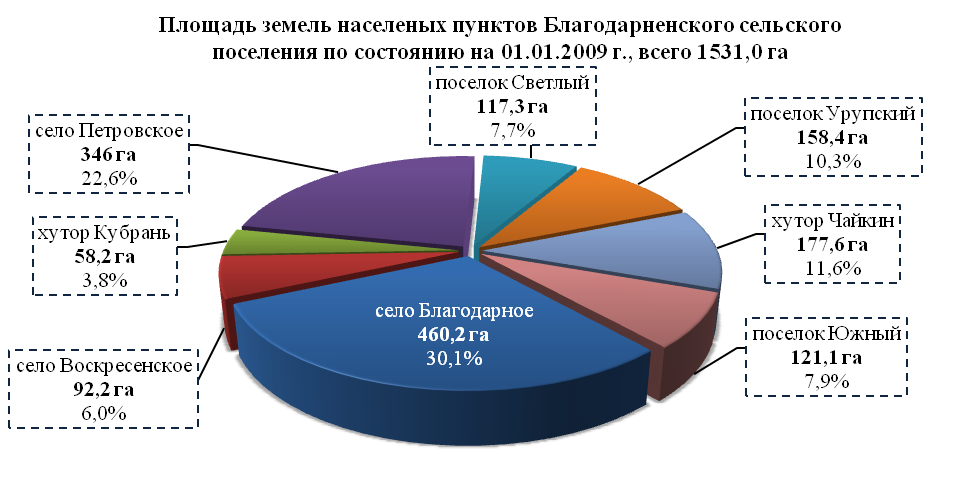 Площадь земель населеных пунктов Благодарненского сельского
поселения по состоянию на 01.01.2009 г., всего 1531,0 га
поселок Светлый
117,3 га
7,7%
поселок Урупский
158,4 га
10,3%
хутор Чайкин
177,6 га
11,6%
поселок Южный
121,1 га
7,9%
село Благодарное
460,2 га
30,1%
село Воскресенское
92,2 га
6,0%
хутор Кубрань
58,2 га
3,8%
село Петровское
346 га
22,6%